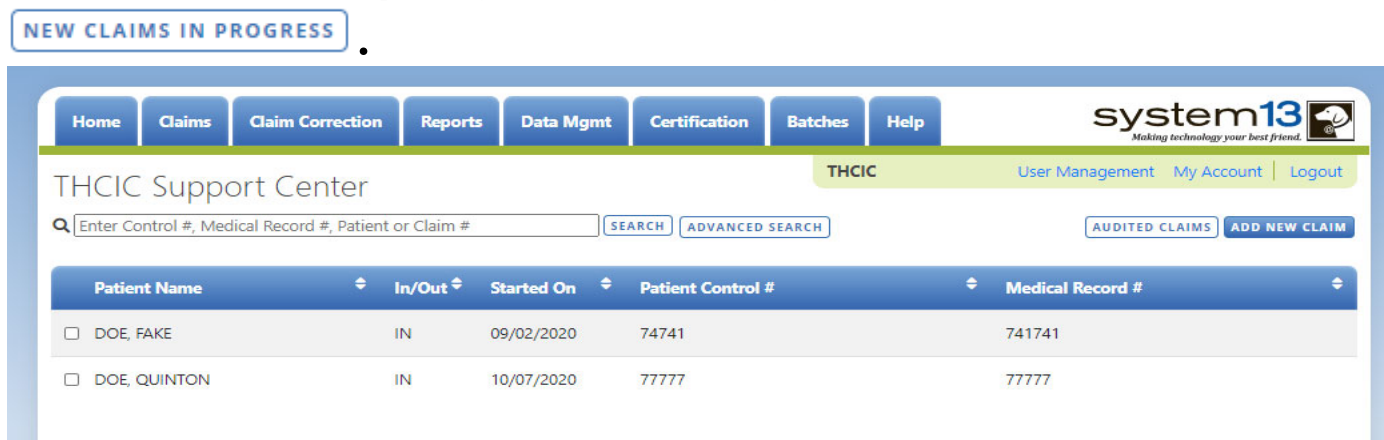 NEW CLAIMS IN PROGRESS .
Home Claims Claim Correction Reports Data Mgmt Certification Batches Help system13
Making technology your best friend.
THCIC User Management My Account Logout
THCIC Support Center
Enter Control #, Medical Record #, Patient or Claim # SEARCH ADVANCED SEARCH AUDITED CLAIMS ADD NEW CLAIM
Patient Name In/Out Started On Patient Control # Medical Record #
DOE, FAKE IN 09/02/2020 74741 741741
DOE, QUINTON IN 10/07/2020 77777 77777